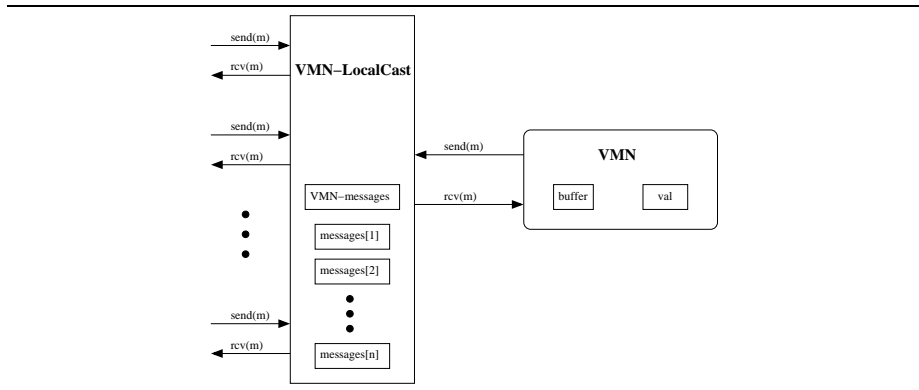 send(m)
rcv(m)
VMN–LocalCast
send(m)
rcv(m)
send(m)
VMN
VMN–messages
rcv(m)
buffer
val
messages[1]
messages[2]
send(m)
rcv(m)
messages[n]